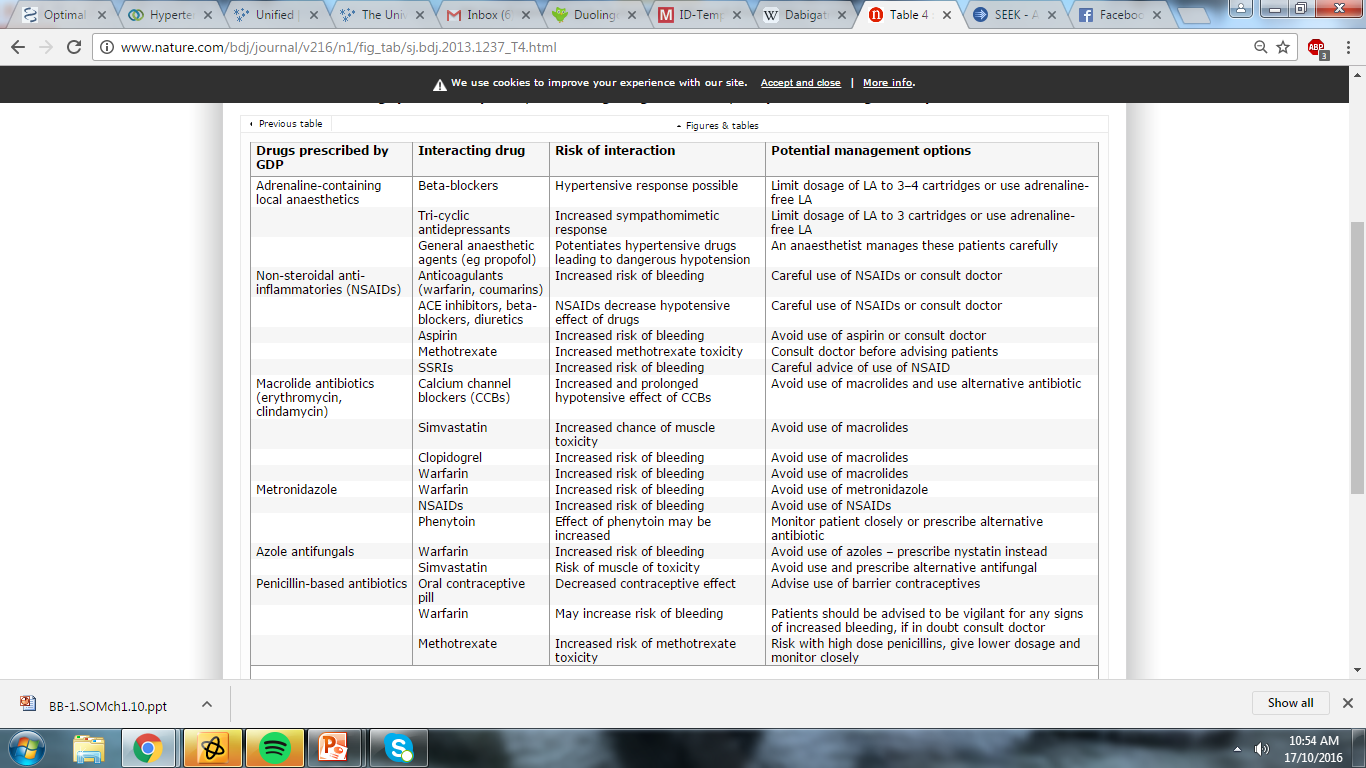 Optimal
Hyperte
Unified
The Univ
Inbox (6
Duoling
ID-Temp
Dabigat
Table 4
SEEK - A
Faceboo
www.nature.com/bdj/journal/v216/n1/fig_tab/sj.bdj.2013.1237_T4.html
ABP
3
We use cookies to improve your experience with our site. Accept and close | More info.
Previous table
Figures & tables
Drugs prescribed by
GDP
Interacting drug
Risk of interaction
Potential management options
Adrenaline-containing
local anaesthetics
Beta-blockers
Hypertensive response possible
Limit dosage of LA to 3–4 cartridges or use adrenaline-
free LA
Tri-cyclic
antidepressants
Increased sympathomimetic
response
Limit dosage of LA to 3 cartridges or use adrenaline-
free LA
General anaesthetic
agents (eg propofol)
Potentiates hypertensive drugs
leading to dangerous hypotension
An anaesthetist manages these patients carefully
Non-steroidal anti-
inflammatories (NSAIDs)
Anticoagulants
(warfarin, coumarins)
Increased risk of bleeding
Careful use of NSAIDs or consult doctor
ACE inhibitors, beta-
blockers, diuretics
NSAIDs decrease hypotensive
effect of drugs
Careful use of NSAIDs or consult doctor
Aspirin
Increased risk of bleeding
Avoid use of aspirin or consult doctor
Methotrexate
Increased methotrexate toxicity
Consult doctor before advising patients
SSRIs
Increased risk of bleeding
Careful advice of use of NSAID
Macrolide antibiotics
(erythromycin,
clindamycin)
Calcium channel
blockers (CCBs)
Increased and prolonged
hypotensive effect of CCBs
Avoid use of macrolides and use alternative antibiotic
Simvastatin
Increased chance of muscle
toxicity
Avoid use of macrolides
Clopidogrel
Increased risk of bleeding
Avoid use of macrolides
Warfarin
Increased risk of bleeding
Avoid use of macrolides
Metronidazole
Warfarin
Increased risk of bleeding
Avoid use of metronidazole
NSAIDs
Increased risk of bleeding
Avoid use of NSAIDs
Phenytoin
Effect of phenytoin may be
increased
Monitor patient closely or prescribe alternative
antibiotic
Azole antifungals
Warfarin
Increased risk of bleeding
Avoid use of azoles – prescribe nystatin instead
Simvastatin
Risk of muscle of toxicity
Avoid use and prescribe alternative antifungal
Penicillin-based antibiotics
Oral contraceptive
pill
Decreased contraceptive effect
Advise use of barrier contraceptives
Warfarin
May increase risk of bleeding
Patients should be advised to be vigilant for any signs
of increased bleeding, if in doubt consult doctor
Methotrexate
Increased risk of methotrexate
toxicity
Risk with high dose penicillins, give lower dosage and
monitor closely
BB-1.SOMch1.10.ppt
Show all
10:54 AM
17/10/2016